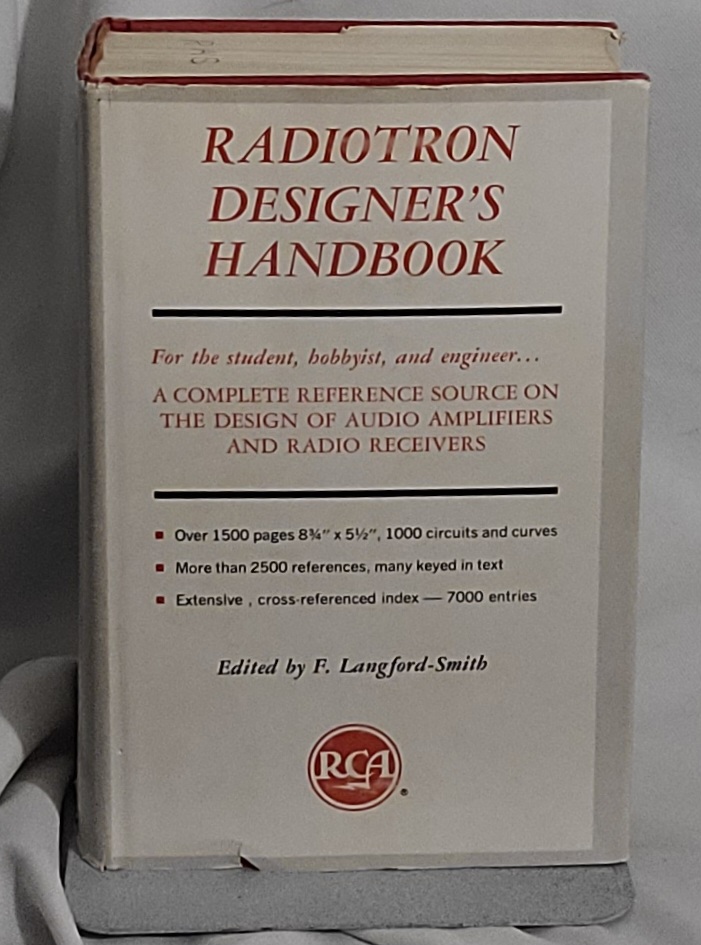 RADIOTRON
DESIGNER'S
HANDBOOK
For the student, hobbyist, and engineer...
A COMPLETE REFERENCE SOURCE ON
THE DESIGN OF AUDIO AMPLIFIERS
AND RADIO RECEIVERS
▪ Over 1500 pages 8¾" x 5½", 1000 circuits and curves
▪ More than 2500 references, many keyed in text
▪ Extensive , cross-referenced index — 7000 entries
Edited by F. Langford-Smith
RCA®